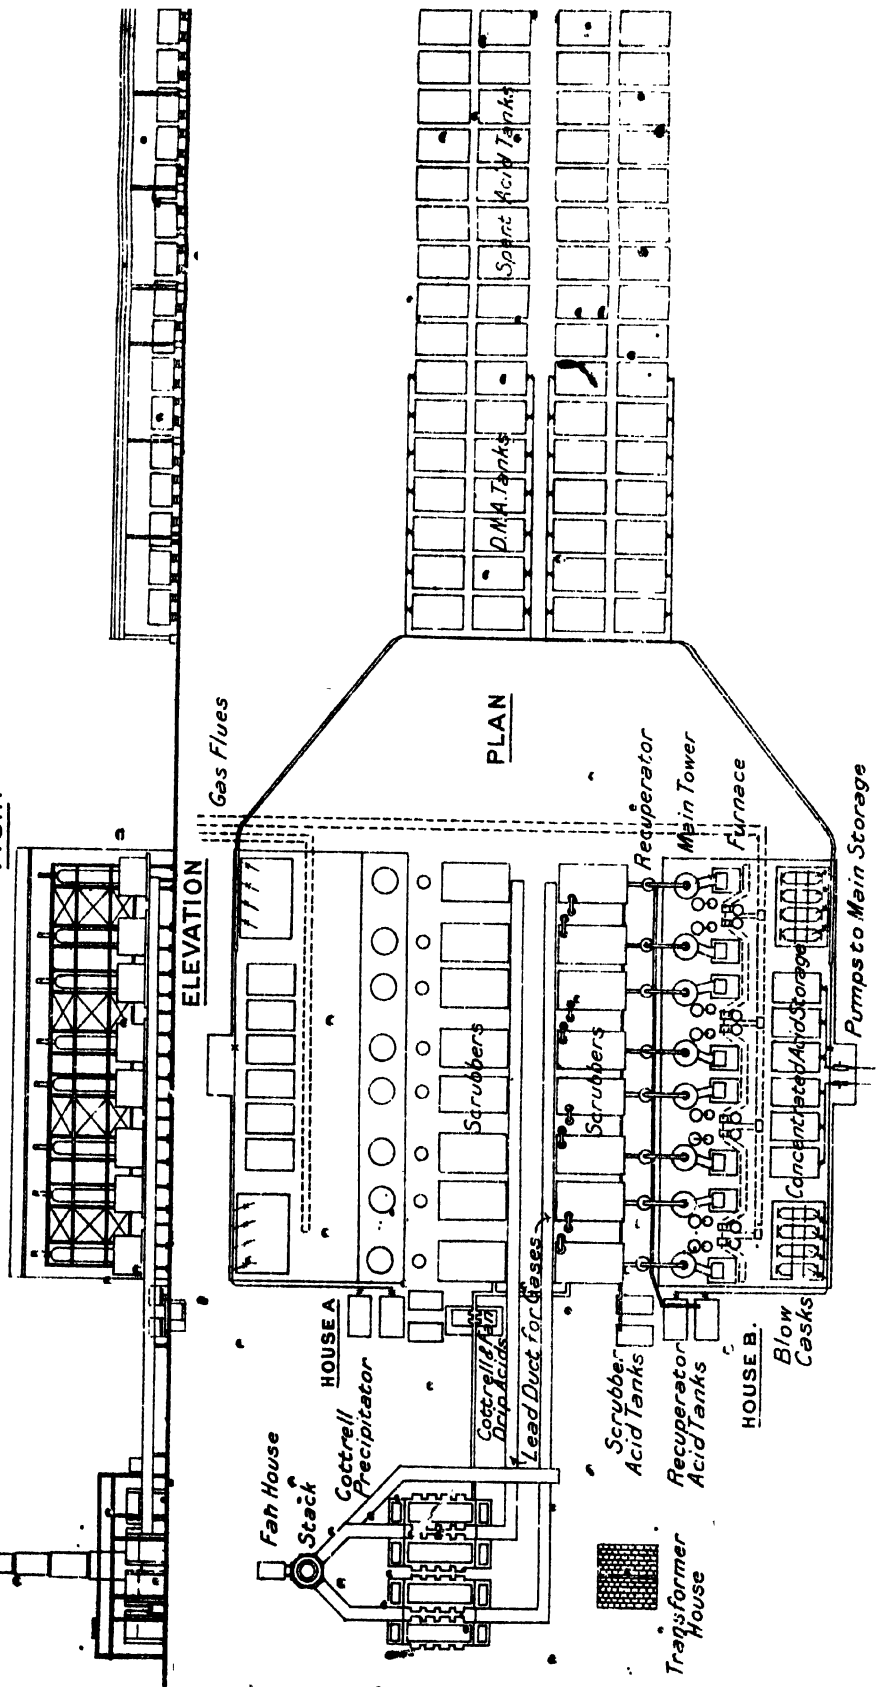 ELEVATION
Gas Flues
PLAN
Spent Acid Tanks
D.N.A. Tanks
Recuperator
Main Tower
Furnace
Pumps to Main Storage
Concentrated Acid Storage
Scrubbers
Scrubbers
HOUSE A
Cottrell & Fan
Drip Acids
Lead Duct for Gases
Scrubber
Acid Tanks
Recuperator
Acid Tanks
HOUSE B.
Blow
Casks
Fan House
Stack
Cottrell
Precipitator
Transformer
House